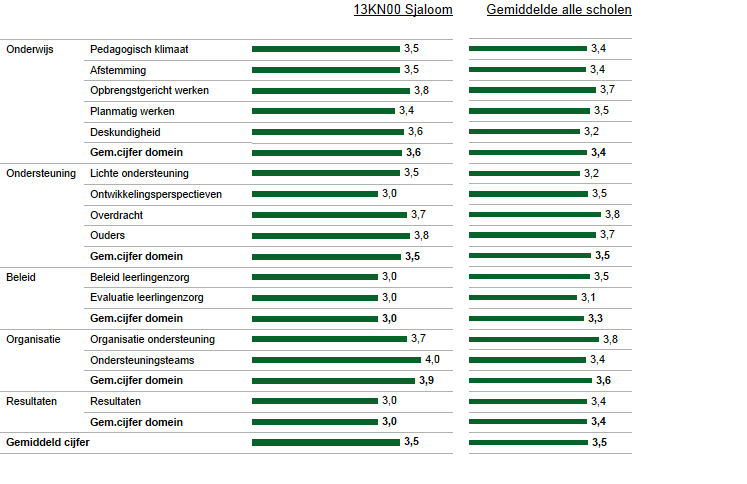 13KN00 Sjaloom Gemiddelde alle scholen
Onderwijs Pedagogisch klimaat 3,5 3,4
Afstemming 3,5 3,4
Opbrengstgericht werken 3,8 3,7
Planmatig werken 3,4 3,5
Deskundigheid 3,6 3,2
Gem.cijfer domein 3,6 3,4
Ondersteuning Lichte ondersteuning 3,5 3,2
Ontwikkelingsperspectieven 3,0 3,5
Overdracht 3,7 3,8
Ouders 3,8 3,7
Gem.cijfer domein 3,5 3,5
Beleid Beleid leerlingenzorg 3,0 3,5
Evaluatie leerlingenzorg 3,0 3,1
Gem.cijfer domein 3,0 3,3
Organisatie Organisatie ondersteuning 3,7 3,8
Ondersteuningsteams 4,0 3,4
Gem.cijfer domein 3,9 3,6
Resultaten Resultaten 3,0 3,4
Gem.cijfer domein 3,0 3,4
Gemiddeld cijfer 3,5 3,5